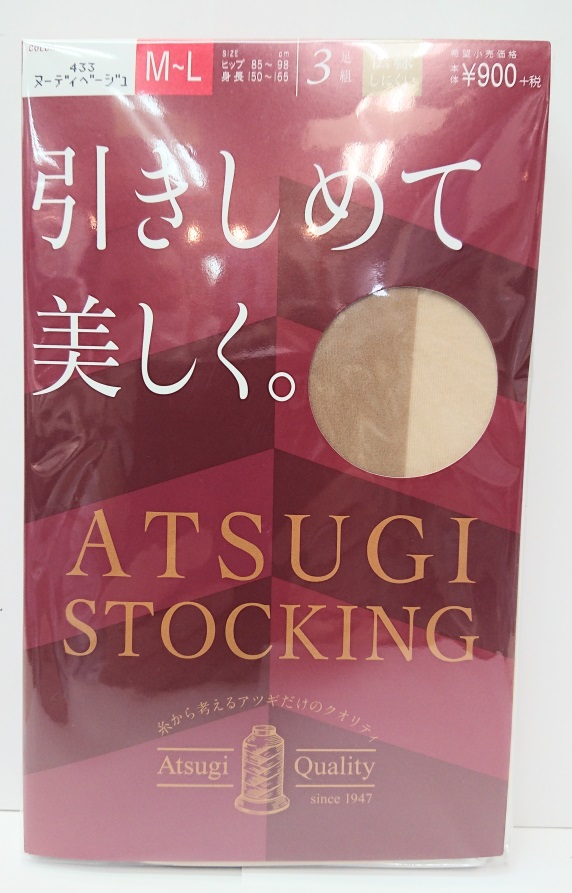 433
ヌーディベージュ
M~L
SIZE cm
ヒップ 85~98
身長 150~165
3足組
希望小売価格
本体 ¥900+税
引きしめて
美しく。
ATSUGI
STOCKING
糸から考えるアツギだけのクオリティ
Atsugi Quality
since 1947